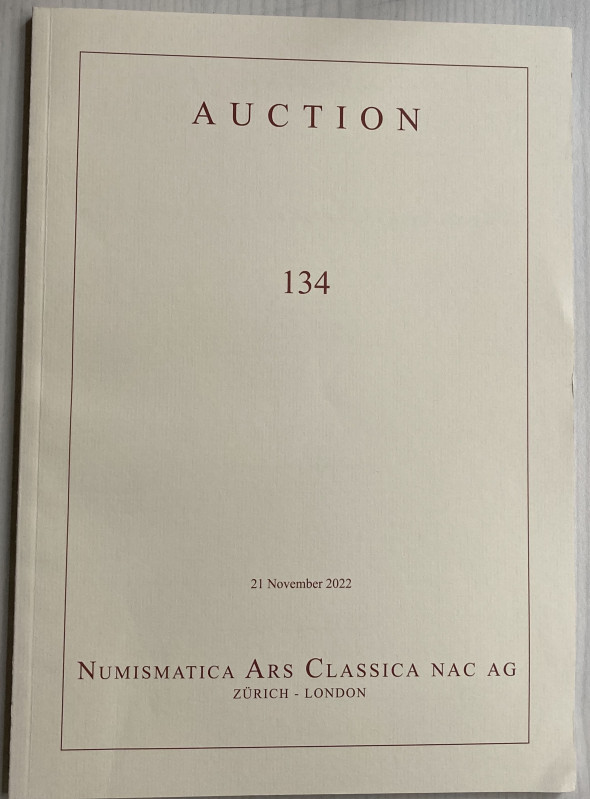 AUCTION
134
21 November 2022
NUMISMATICA ARS CLASSICA NAC AG
ZÜRICH - LONDON